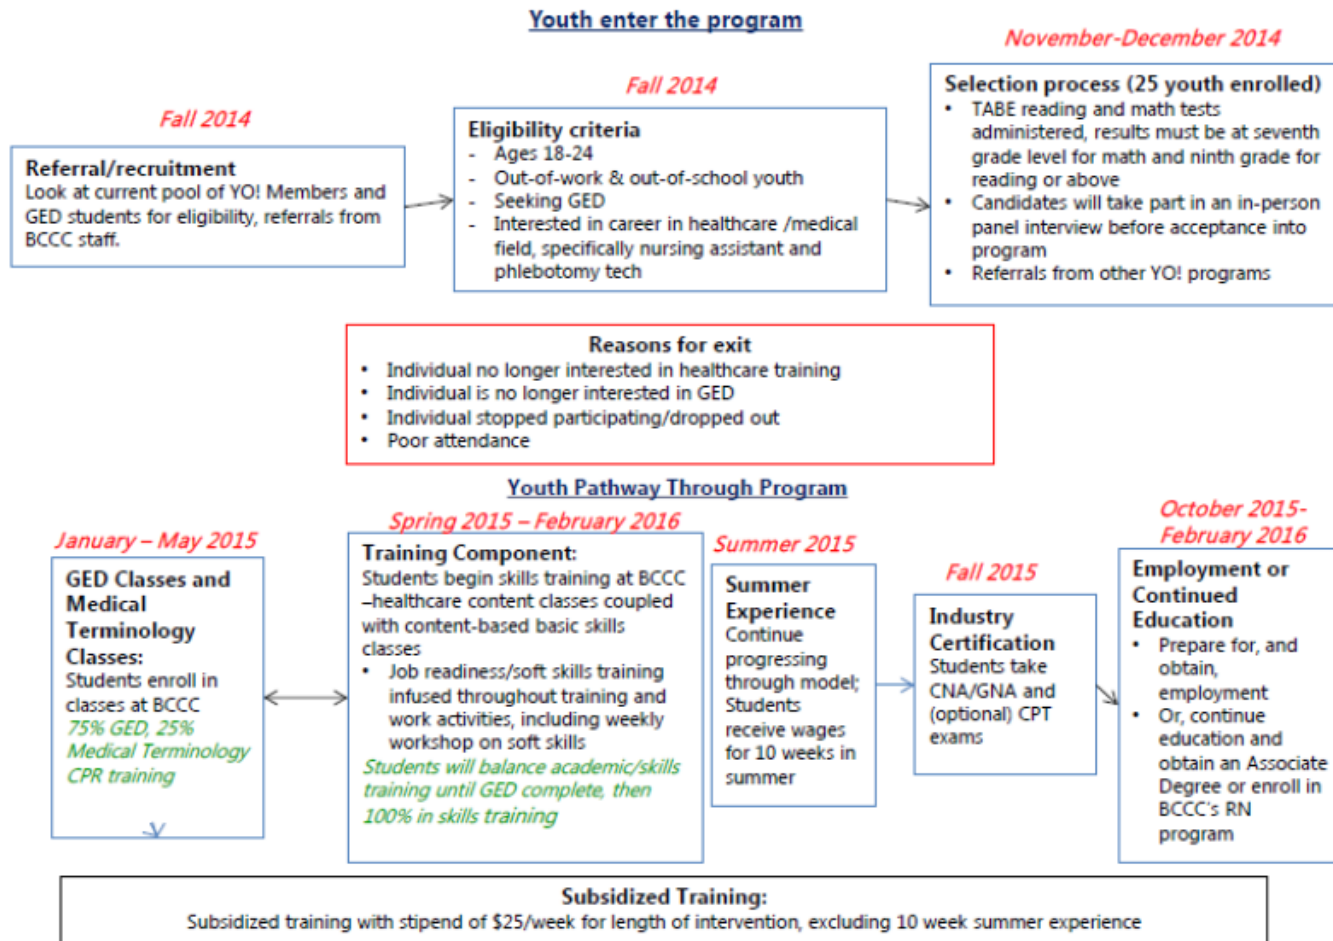 Youth enter the program
November-December 2014
Fall 2014
Fall 2014
Referral/recruitment
Look at current pool of YO! Members and
GED students for eligibility, referrals from
BCCC staff.
Eligibility criteria
- Ages 18-24
- Out-of-work & out-of-school youth
- Seeking GED
- Interested in career in healthcare /medical
field, specifically nursing assistant and
phlebotomy tech
Selection process (25 youth enrolled)
• TABE reading and math tests
administered, results must be at seventh
grade level for math and ninth grade for
reading or above
• Candidates will take part in an in-person
panel interview before acceptance into
program
• Referrals from other YO! programs
Reasons for exit
• Individual no longer interested in healthcare training
• Individual is no longer interested in GED
• Individual stopped participating/dropped out
• Poor attendance
Youth Pathway Through Program
January – May 2015
GED Classes and
Medical
Terminology
Classes:
Students enroll in
classes at BCCC
75% GED, 25%
Medical Terminology
CPR training
Spring 2015 – February 2016
Training Component:
Students begin skills training at BCCC
–healthcare content classes coupled
with content-based basic skills
classes
• Job readiness/soft skills training
infused throughout training and
work activities, including weekly
workshop on soft skills
Students will balance academic/skills
training until GED complete, then
100% in skills training
Summer 2015
Summer
Experience
Continue
progressing
through model;
Students
receive wages
for 10 weeks in
summer
Fall 2015
Industry
Certification
Students take
CNA/GNA and
(optional) CPT
exams
October 2015-
February 2016
Employment or
Continued
Education
• Prepare for, and
obtain,
employment
• Or, continue
education and
obtain an Associate
Degree or enroll in
BCCC's RN
program
Subsidized Training:
Subsidized training with stipend of $25/week for length of intervention, excluding 10 week summer experience